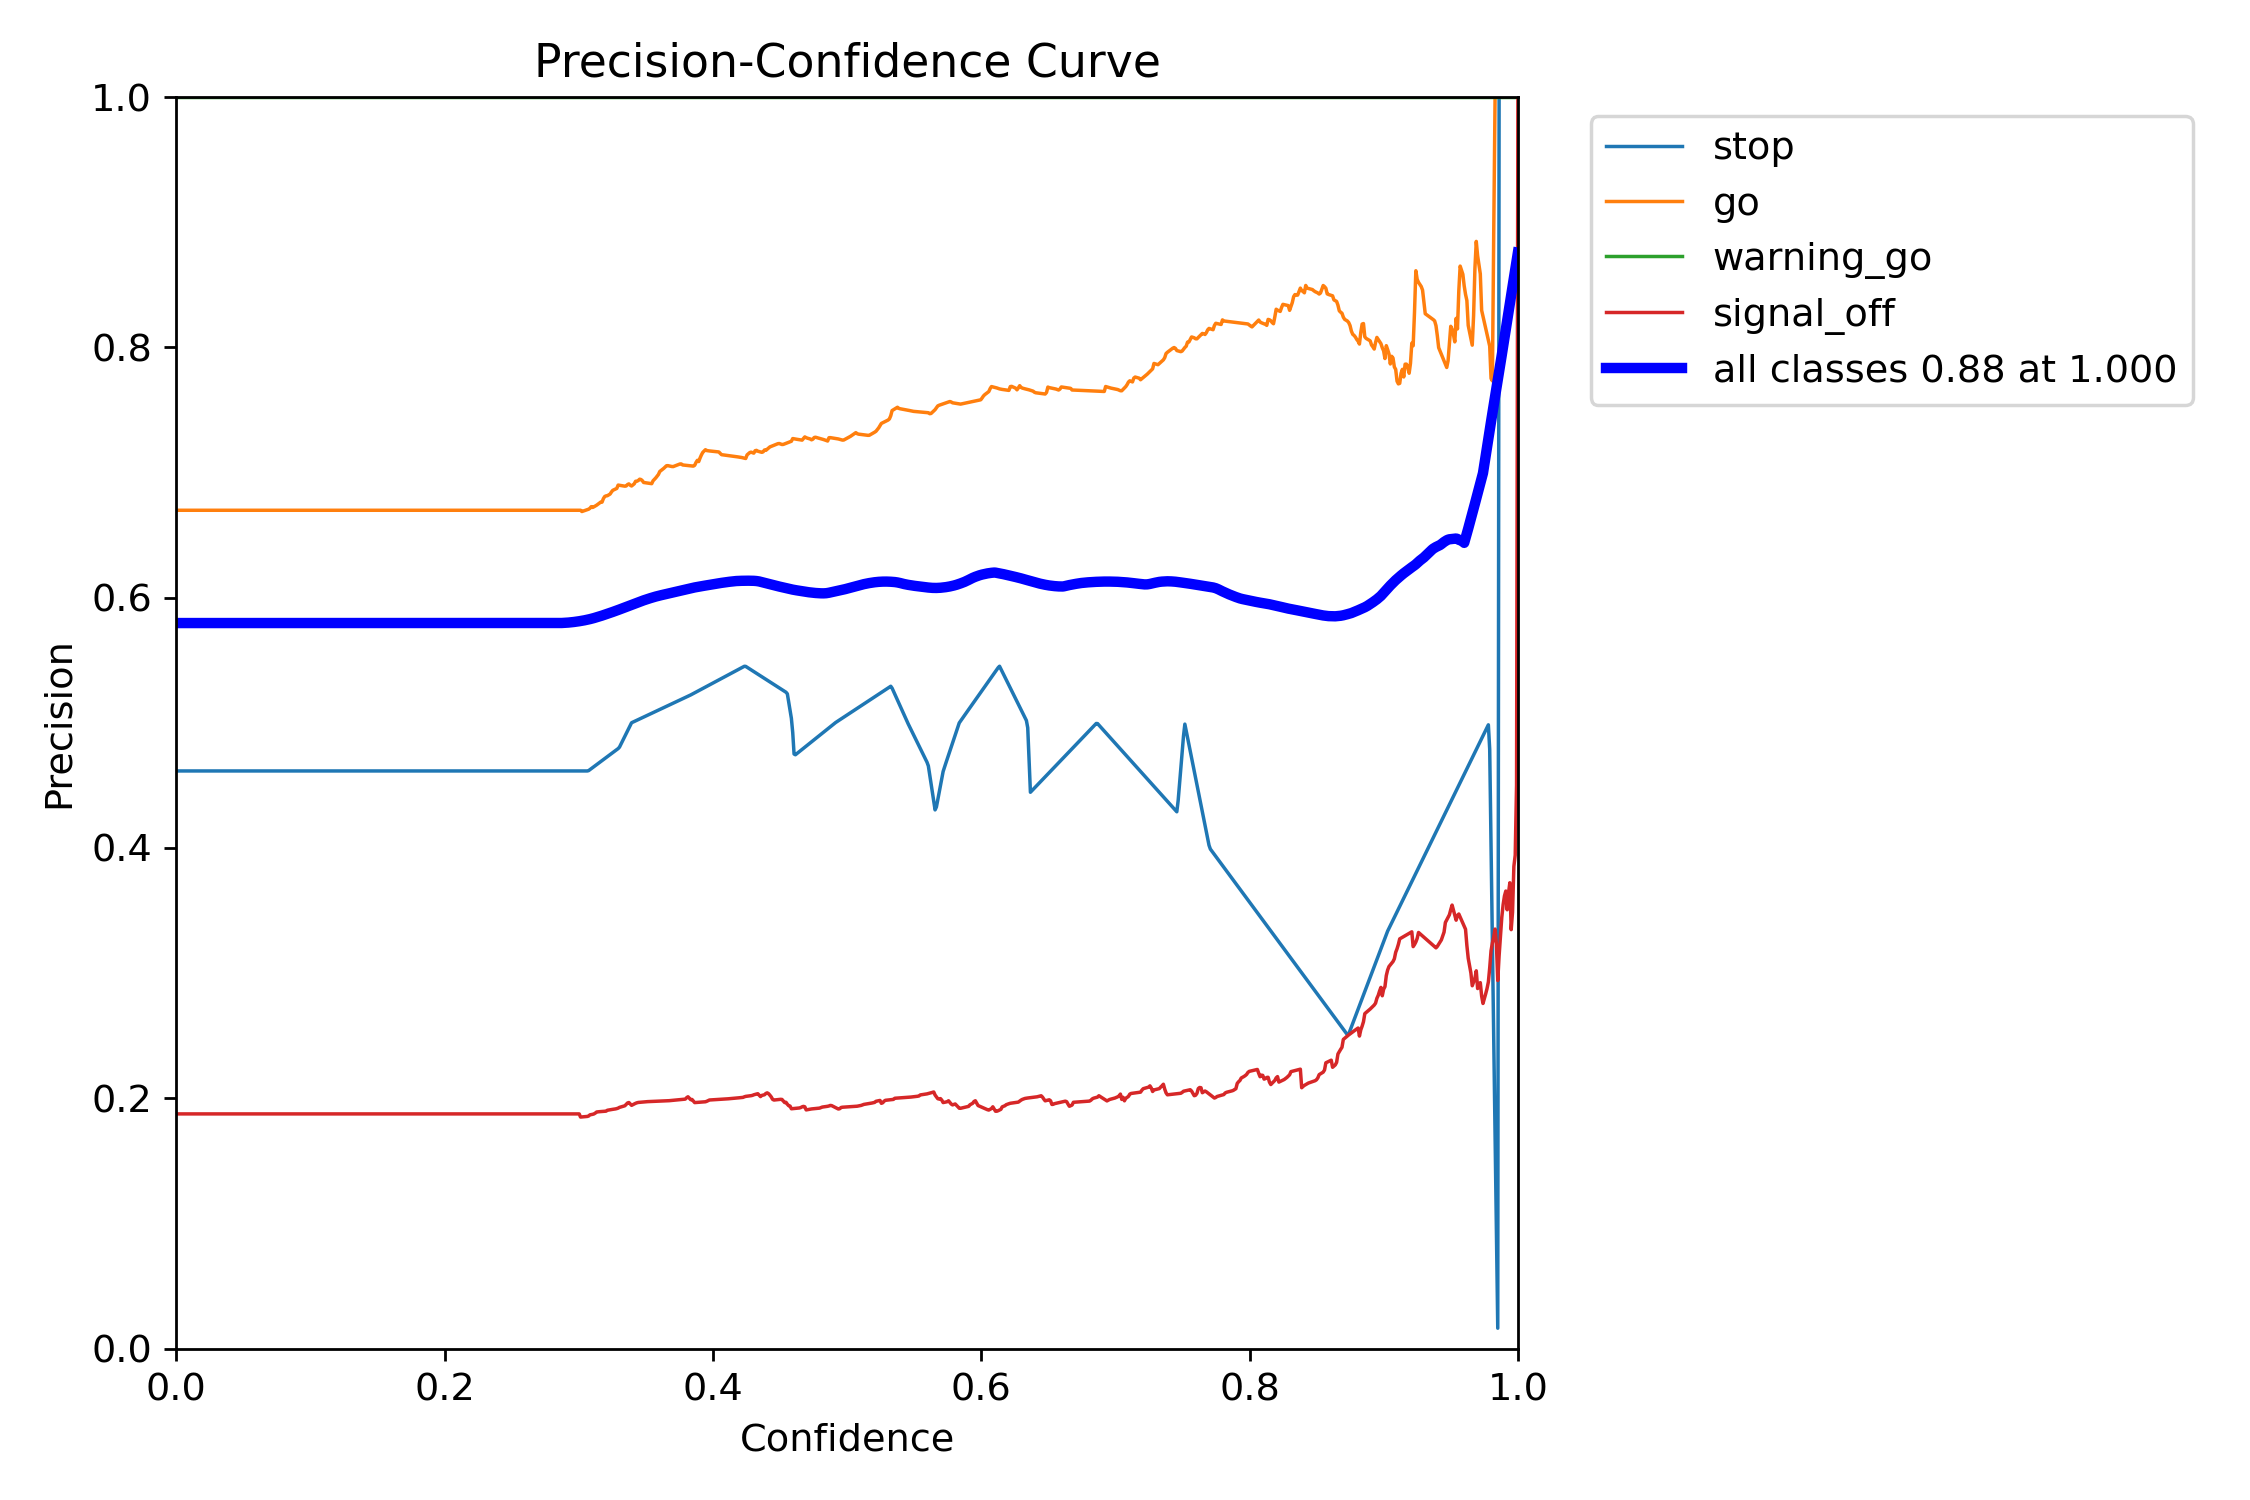 Precision-Confidence Curve
1.0
0.8
0.6
0.4
0.2
0.0
Precision
0.0 0.2 0.4 0.6 0.8 1.0
Confidence
stop
go
warning_go
signal_off
all classes 0.88 at 1.000